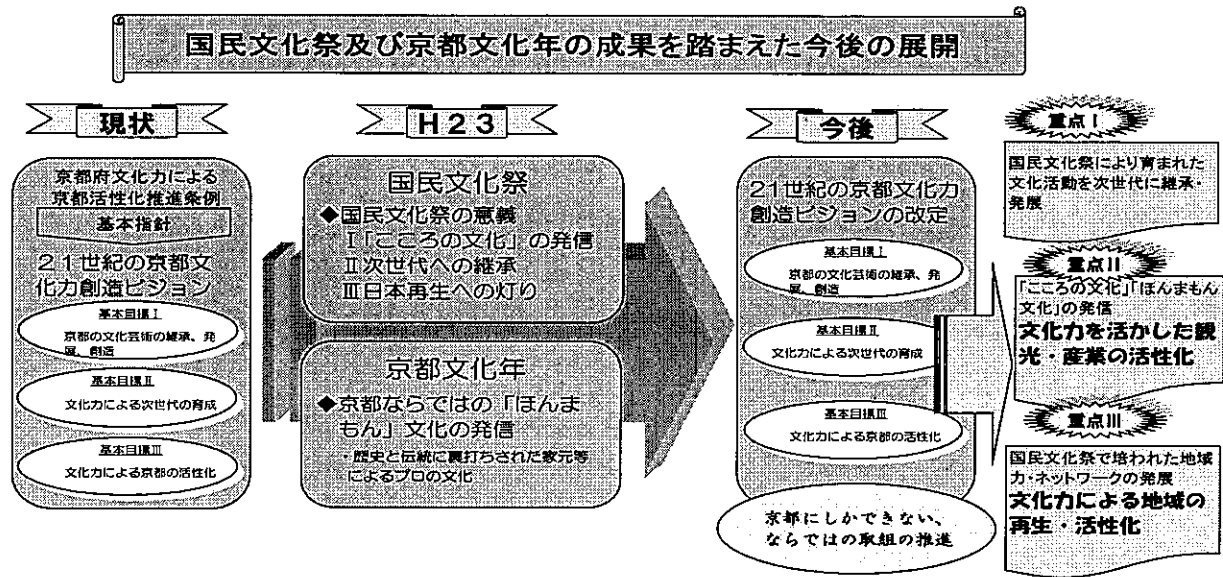 国民文化祭及び京都文化年の成果を踏まえた今後の展開
現状
京都府文化力による
京都活性化推進条例
基本指針
21世紀の京都文
化力創造ビジョン
基本目標Ⅰ
京都の文化芸術の継承、発
展、創造
基本目標Ⅱ
文化力による次世代の育成
基本目標Ⅲ
文化力による京都の活性化
H23
国民文化祭
◆国民文化祭の意義
Ⅰ「こころの文化」の発信
Ⅱ次世代への継承
Ⅲ日本再生への灯り
京都文化年
◆京都ならではの「ほんま
もん」文化の発信
・歴史と伝統に裏打ちされた家元等
によるプロの文化
今後
21世紀の京都文化力
創造ビジョンの改定
基本目標Ⅰ
京都の文化芸術の継承、発
展、創造
基本目標Ⅱ
文化力による次世代の育成
基本目標Ⅲ
文化力による京都の活性化
京都にしかできない、
ならではの取組の推進
重点Ⅰ
国民文化祭により育まれた
文化活動を次世代に継承・
発展
重点Ⅱ
「こころの文化」「ほんまもん
文化」の発信
文化力を活かした観
光・産業の活性化
重点Ⅲ
国民文化祭で培われた地域
力・ネットワークの発展
文化力による地域の
再生・活性化